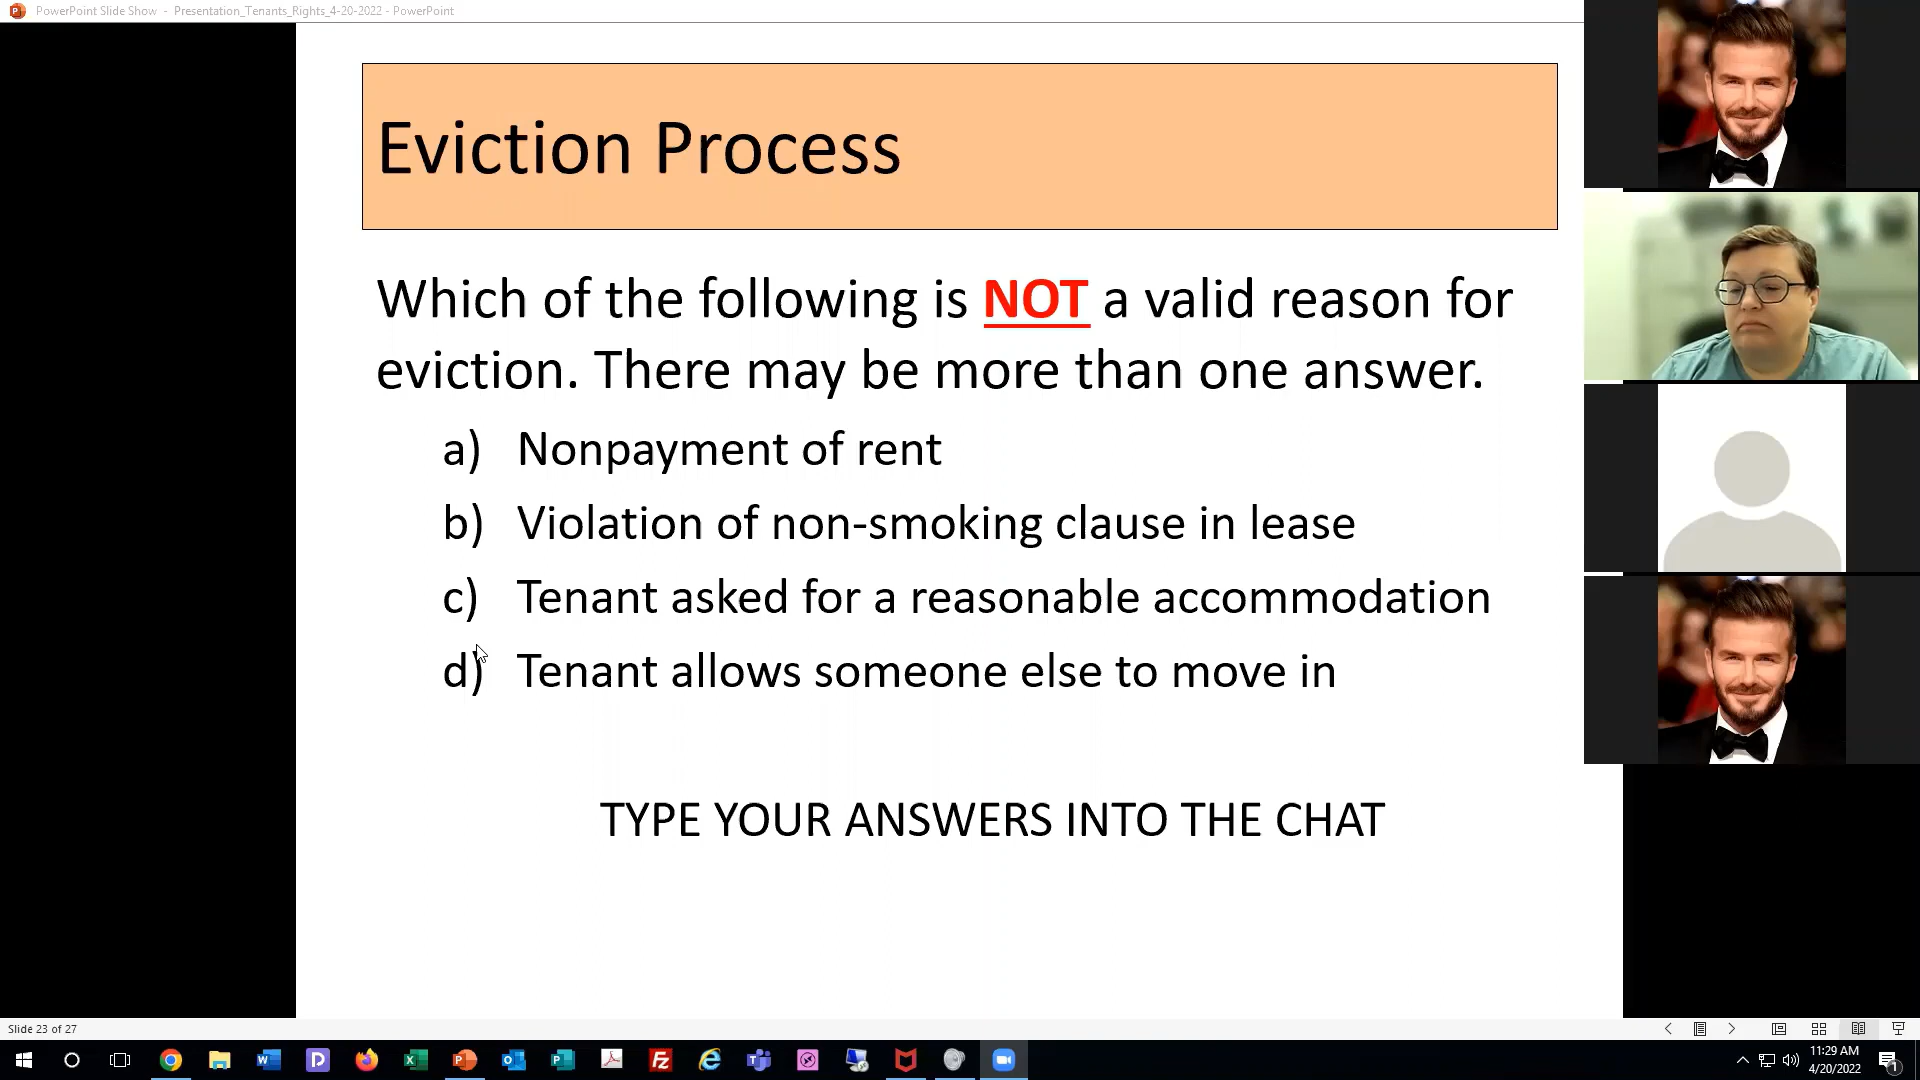 PowerPoint Slide Show - Presentation_Tenants_Rights_4-20-2022 - PowerPoint
Eviction Process
Which of the following is NOT a valid reason for
eviction. There may be more than one answer.
a) Nonpayment of rent
b) Violation of non-smoking clause in lease
c) Tenant asked for a reasonable accommodation
d) Tenant allows someone else to move in
TYPE YOUR ANSWERS INTO THE CHAT
Slide 23 of 27
11:29 AM
4/20/2022
1